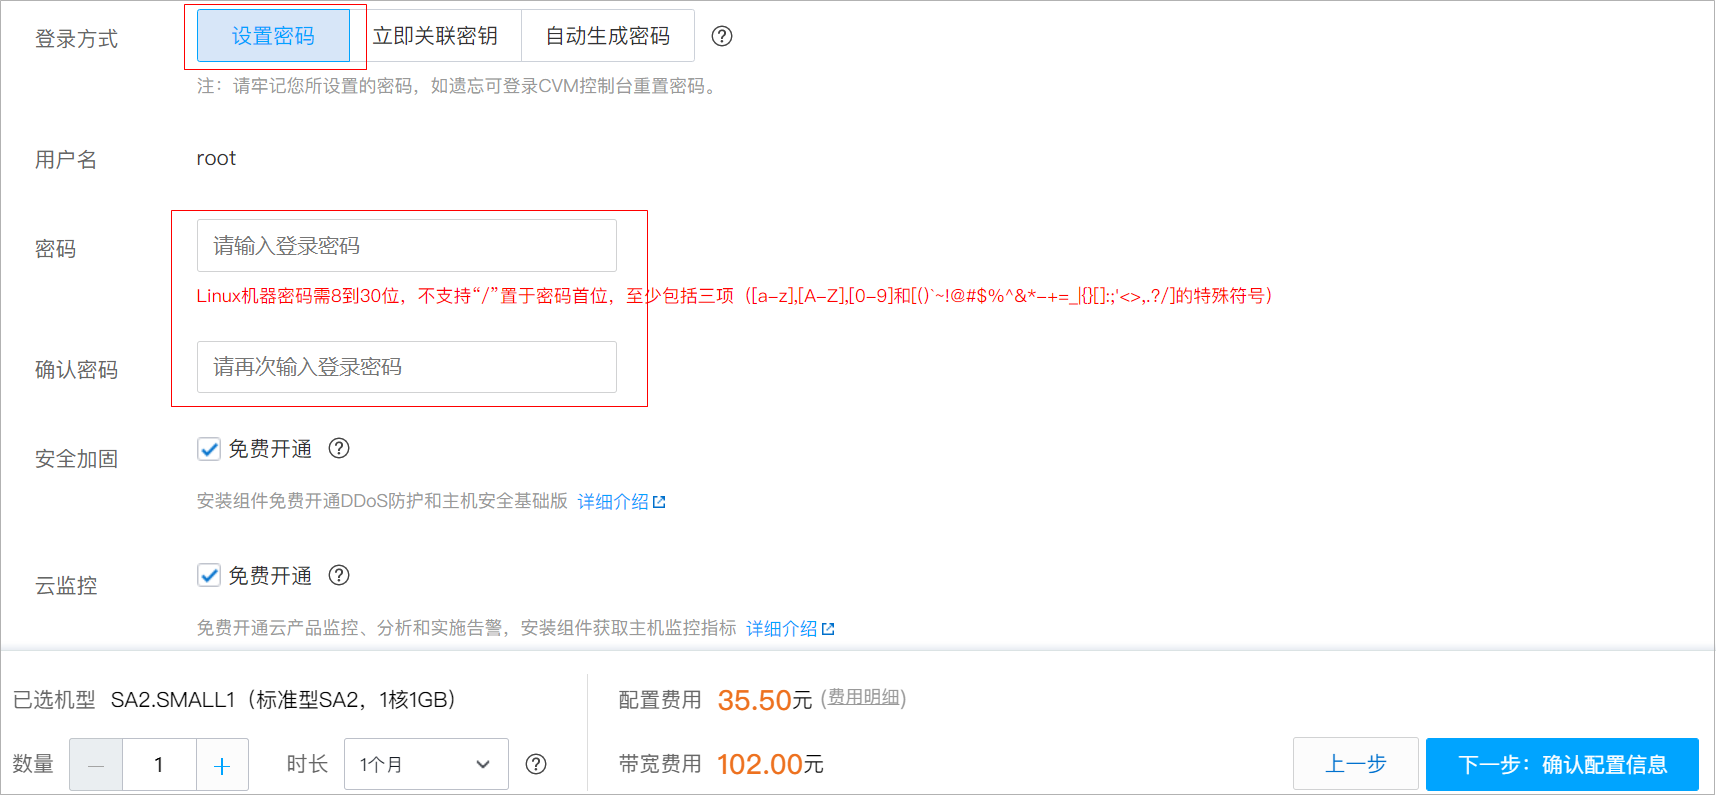 登录方式 设置密码 立即关联密钥 自动生成密码
注：请牢记您所设置的密码，如遗忘可登录CVM控制台重置密码。
用户名 root
密码 请输入登录密码
Linux机器密码需8到30位，不支持“/”置于密码首位，至少包括三项（[a-z],[A-Z],[0-9]和[()`~!@#$%^&*-+=_|{}[]:;'<>,.?/]的特殊符号）
确认密码 请再次输入登录密码
安全加固 免费开通
安装组件免费开通DDoS防护和主机安全基础版 详细介绍
云监控 免费开通
免费开通云产品监控、分析和实施告警，安装组件获取主机监控指标 详细介绍
已选机型 SA2.SMALL1（标准型SA2，1核1GB） 配置费用 35.50元 (费用明细)
数量 — 1 + 时长 1个月 带宽费用 102.00元 上一步 下一步：确认配置信息